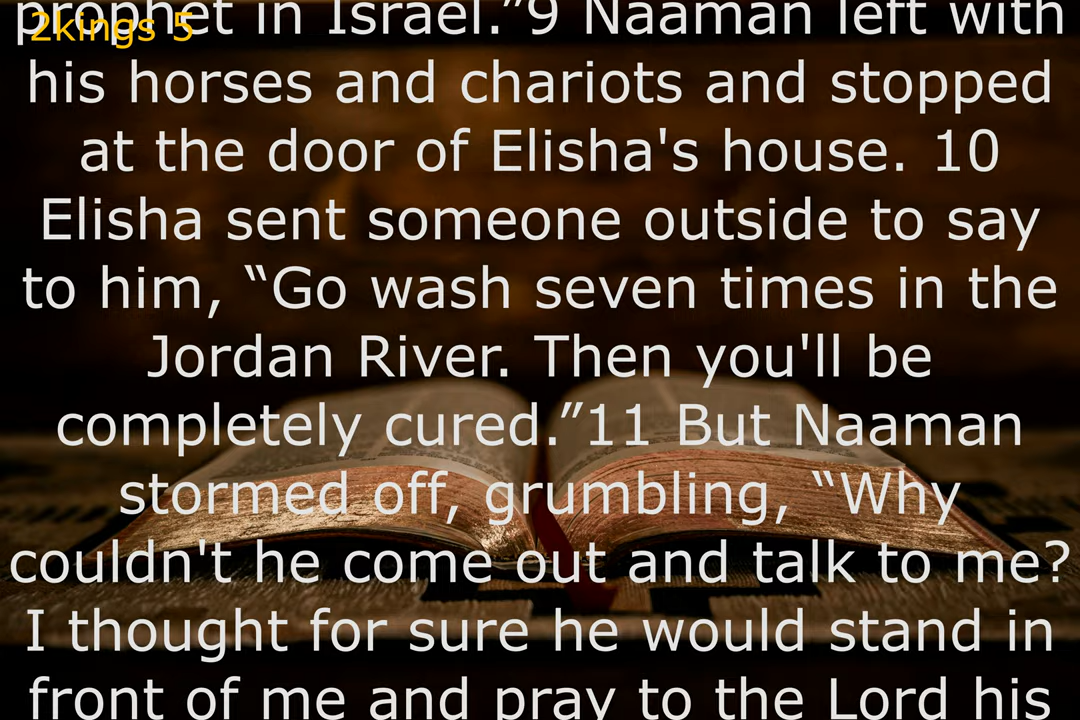 prophet in Israel.”9 Naaman left with
2kings 5
his horses and chariots and stopped
at the door of Elisha's house. 10
Elisha sent someone outside to say
to him, “Go wash seven times in the
Jordan River. Then you'll be
completely cured.”11 But Naaman
stormed off, grumbling, “Why
couldn't he come out and talk to me?
I thought for sure he would stand in
front of me and pray to the Lord his